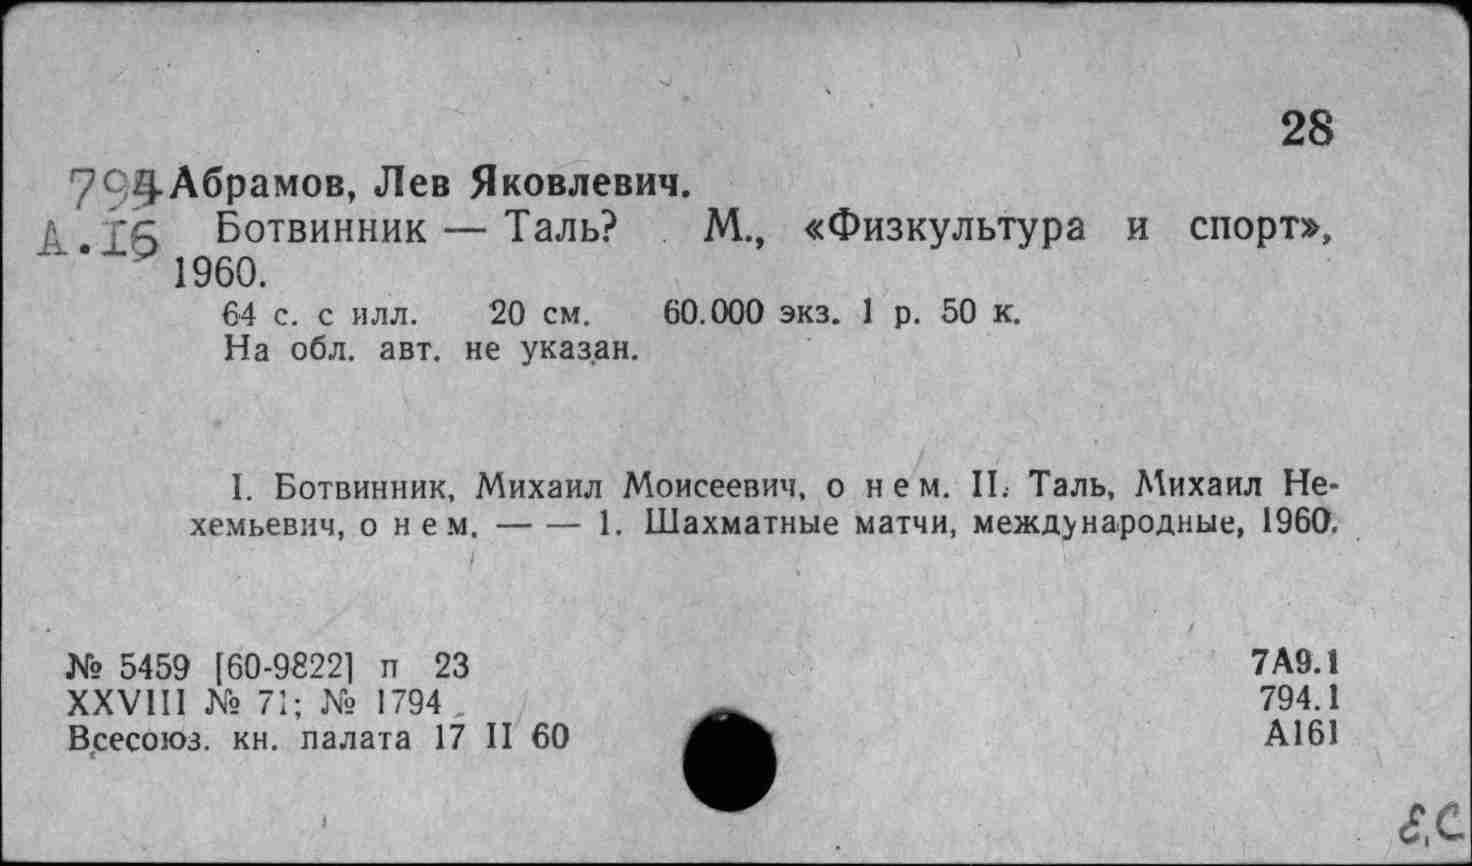 28
794 Абрамов, Лев Яковлевич.
А.16 Ботвинник — Таль? М., «Физкультура и спорт»,
1960.
64 с. с илл. 20 см. 60.000 экз. 1 р. 50 к.
На обл. авт. не указан.
I. Ботвинник, Михаил Моисеевич, о нем. II. Таль, Михаил Не-
хемьевич, о нем. — — 1. Шахматные матчи, международные, 1960.
№ 5459 [60-9822] п 23
XXVIII № 71; № 1794
Всесоюз. кн. палата 17 II 60
7А9.1
794.1
А161